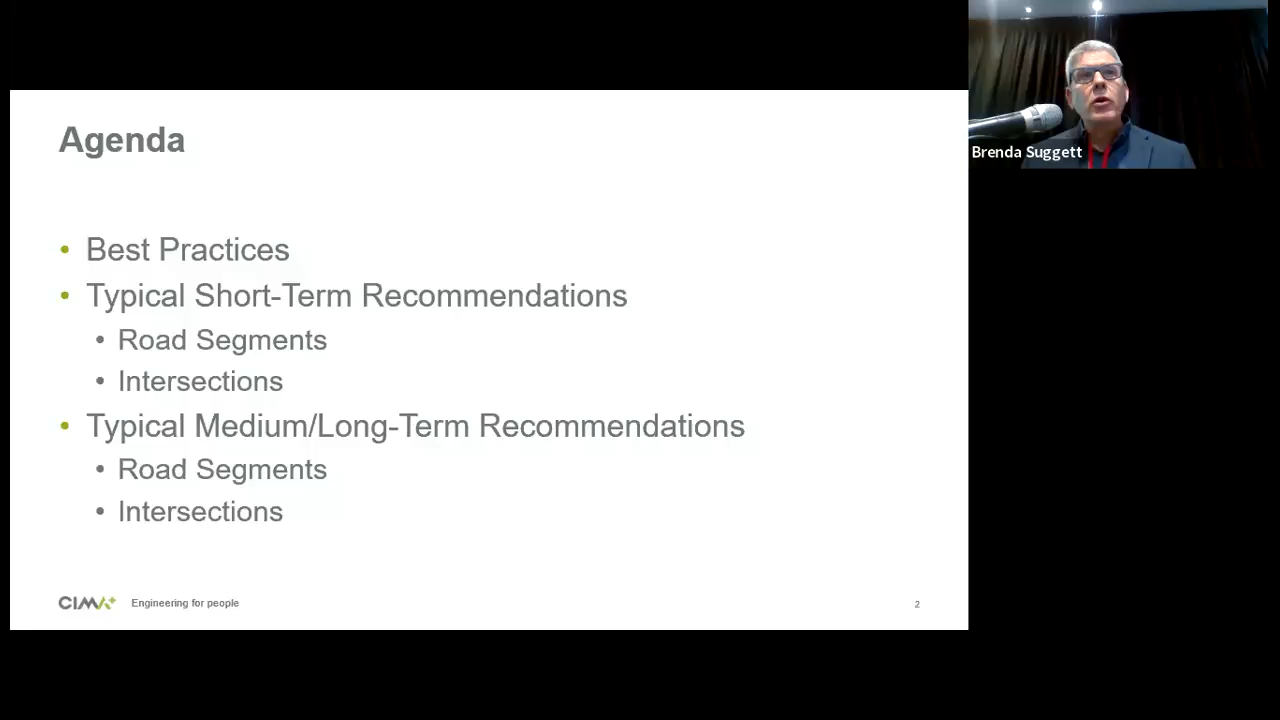 Agenda
• Best Practices
• Typical Short-Term Recommendations
• Road Segments
• Intersections
• Typical Medium/Long-Term Recommendations
• Road Segments
• Intersections
CIMA+ Engineering for people
2
Brenda Suggett